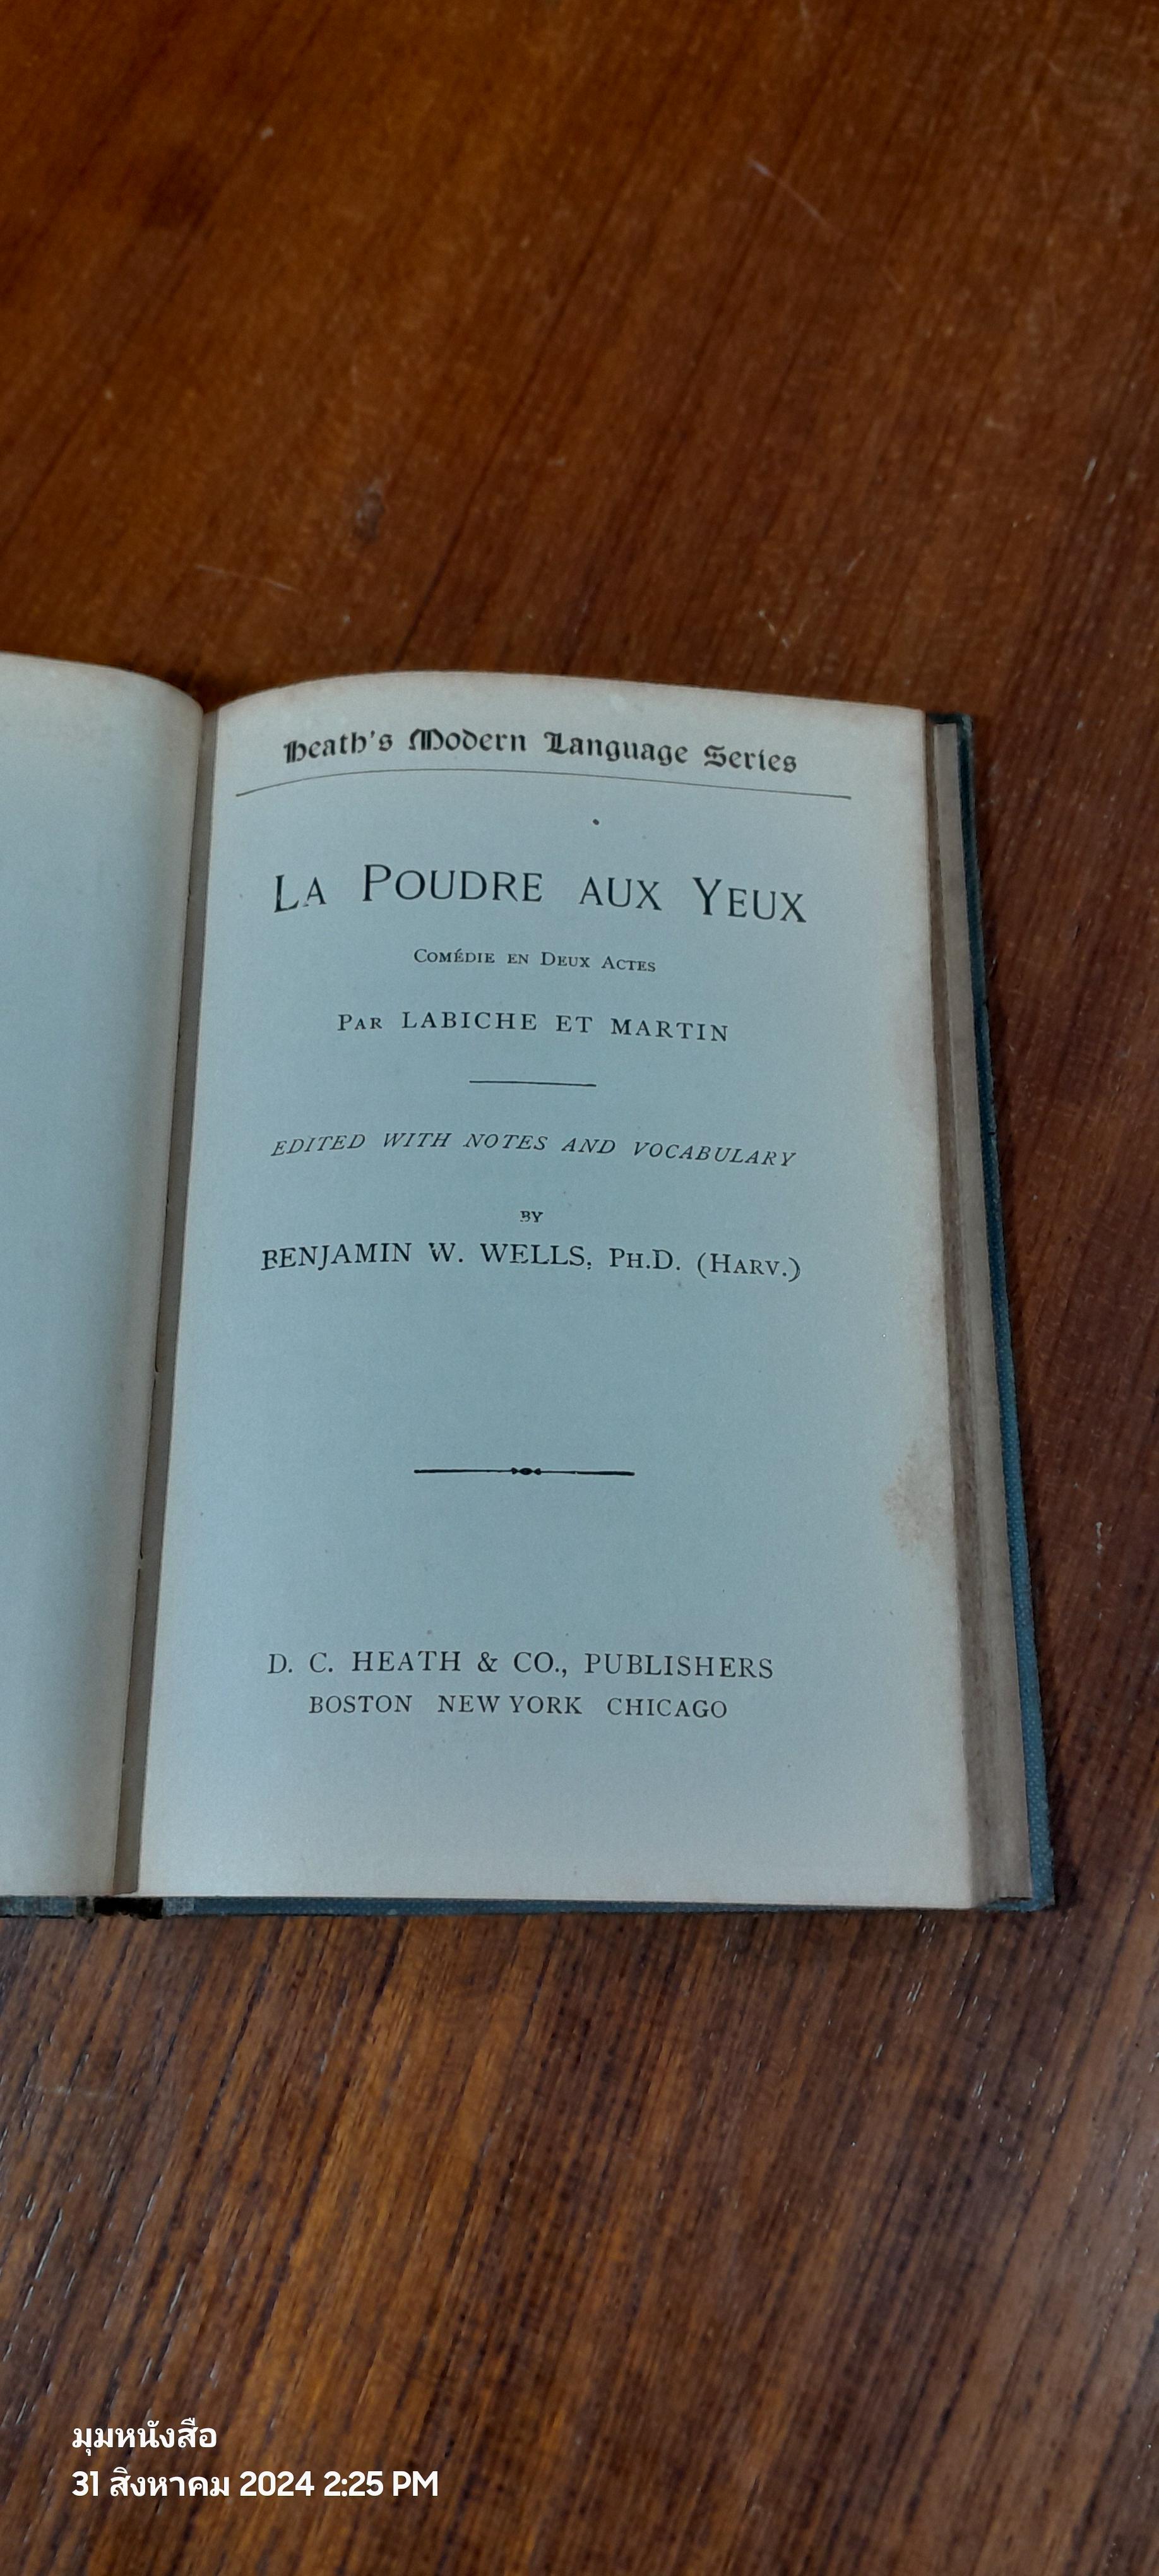 Heath's Modern Language Series
LA POUDRE AUX YEUX
COMÉDIE EN DEUX ACTES
PAR LABICHE ET MARTIN
EDITED WITH NOTES AND VOCABULARY
BY
BENJAMIN W. WELLS, PH.D. (HARV.)
D. C. HEATH & CO., PUBLISHERS
BOSTON NEW YORK CHICAGO
มุมหนังสือ
31 สิงหาคม 2024 2:25 PM